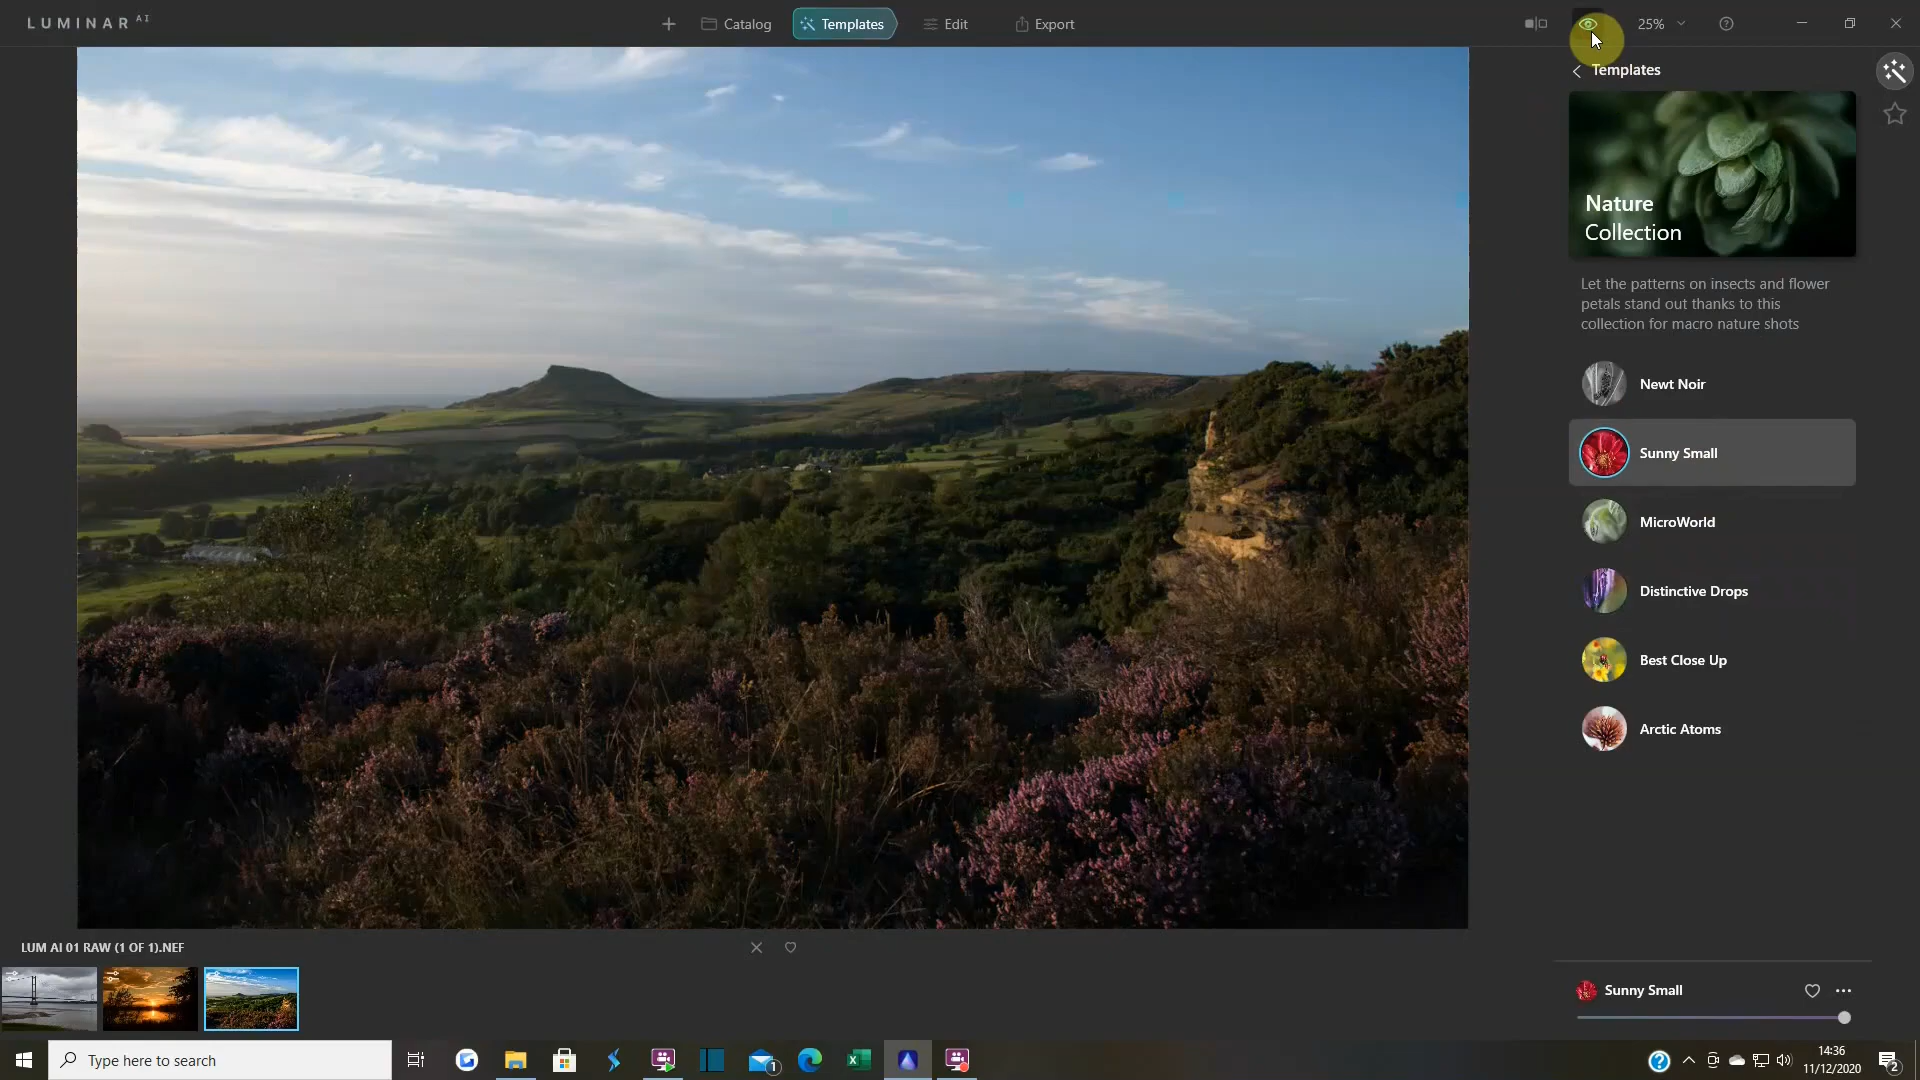 LUMINAR AI
Catalog
Templates
Edit
Export
25%
Templates
Nature
Collection
Let the patterns on insects and flower
petals stand out thanks to this
collection for macro nature shots
Newt Noir
Sunny Small
MicroWorld
Distinctive Drops
Best Close Up
Arctic Atoms
LUM AI 01 RAW (1 OF 1).NEF
Sunny Small
Type here to search
1
14:36
11/12/2020
2